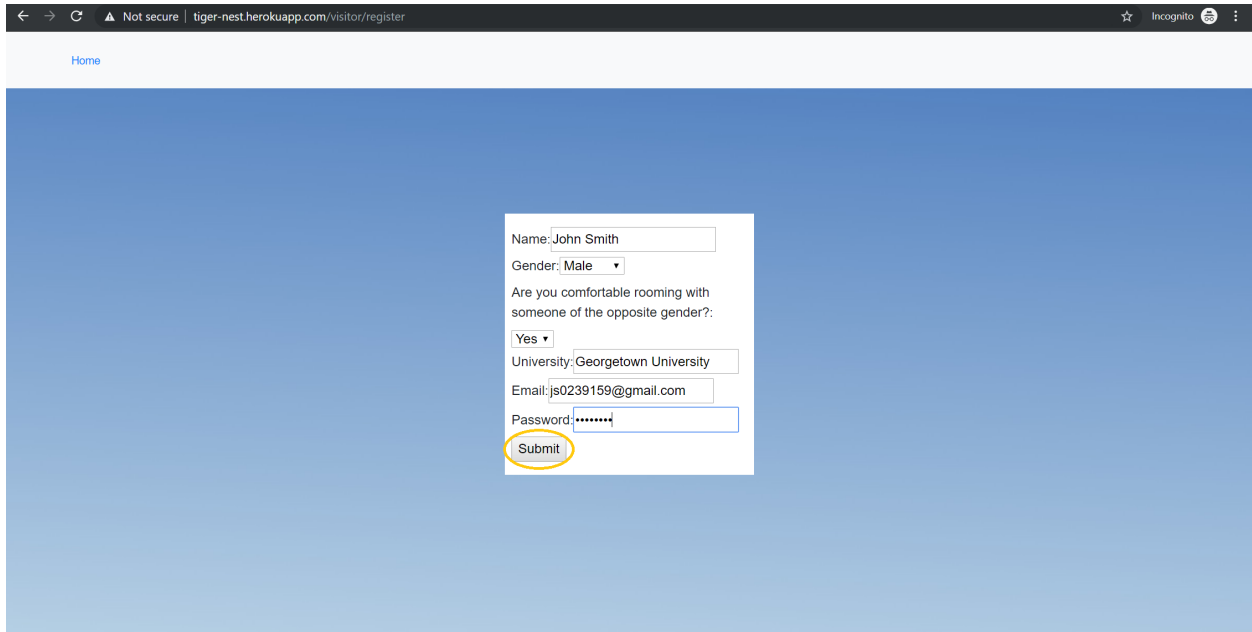 Not secure | tiger-nest.herokuapp.com/visitor/register Incognito
Home
Name: John Smith
Gender: Male
Are you comfortable rooming with
someone of the opposite gender?:
Yes
University: Georgetown University
Email: js0239159@gmail.com
Password: ••••••••
Submit